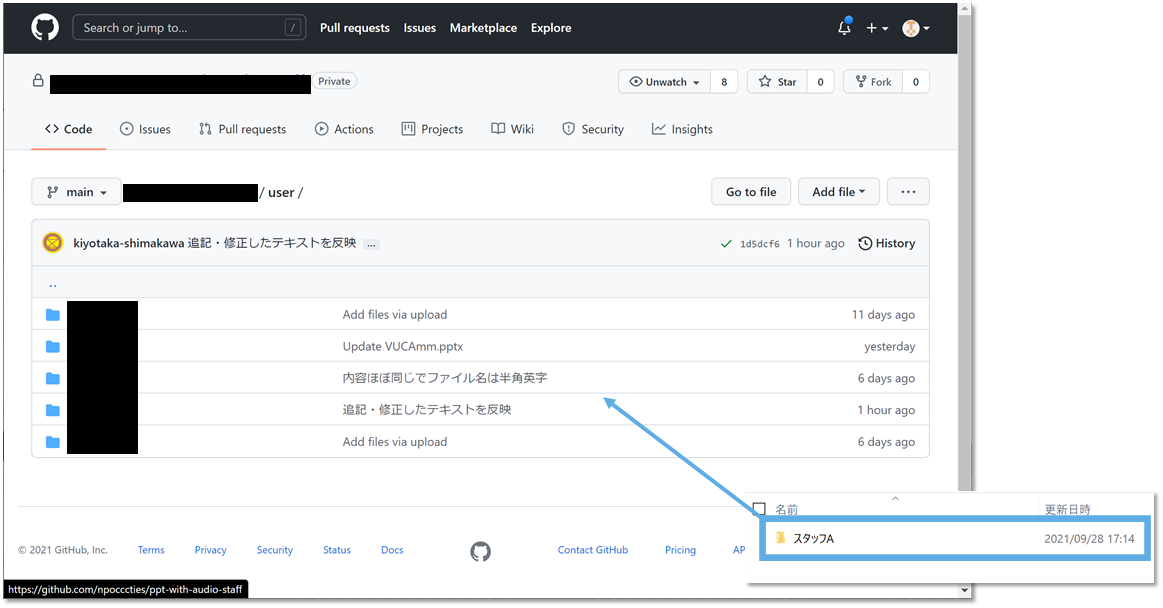 Search or jump to... /
Pull requests Issues Marketplace Explore
Private
Unwatch 8 Star 0 Fork 0
Code Issues Pull requests Actions Projects Wiki Security Insights
main / user / Go to file Add file ...
kiyotaka-shimakawa 追記・修正したテキストを反映 ... 1d5dcf6 1 hour ago History
..
Add files via upload 11 days ago
Update VUCAmm.pptx yesterday
内容ほぼ同じでファイル名は半角英字 6 days ago
追記・修正したテキストを反映 1 hour ago
Add files via upload 6 days ago
名前 更新日時
スタッフA 2021/09/28 17:14
© 2021 GitHub, Inc. Terms Privacy Security Status Docs Contact GitHub Pricing AP
https://github.com/npocccties/ppt-with-audio-staff